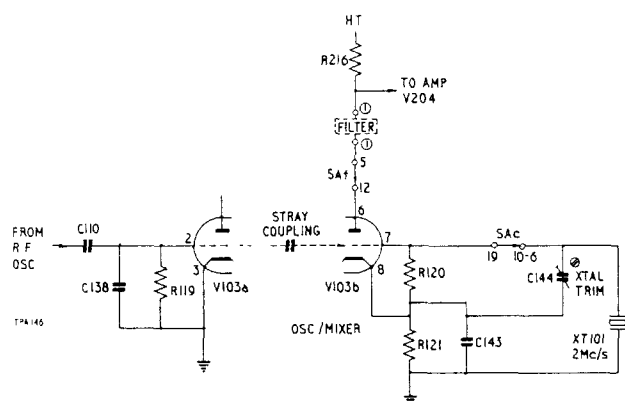 HT
R216
TO AMP
V204
1
FILTER
1
5
SAf
12
6
STRAY
COUPLING
FROM
RF
OSC
C110
2
7
SAc
19
10-6
3
8
C138
R119
V103a
V103b
R120
C144
XTAL
TRIM
OSC/MIXER
R121
C143
XT101
2Mc/s
TPA146